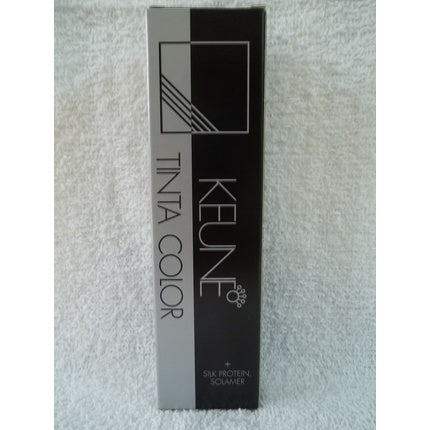 TINTA COLOR
KEUNE
+
SILK PROTEIN,
SOLAMER